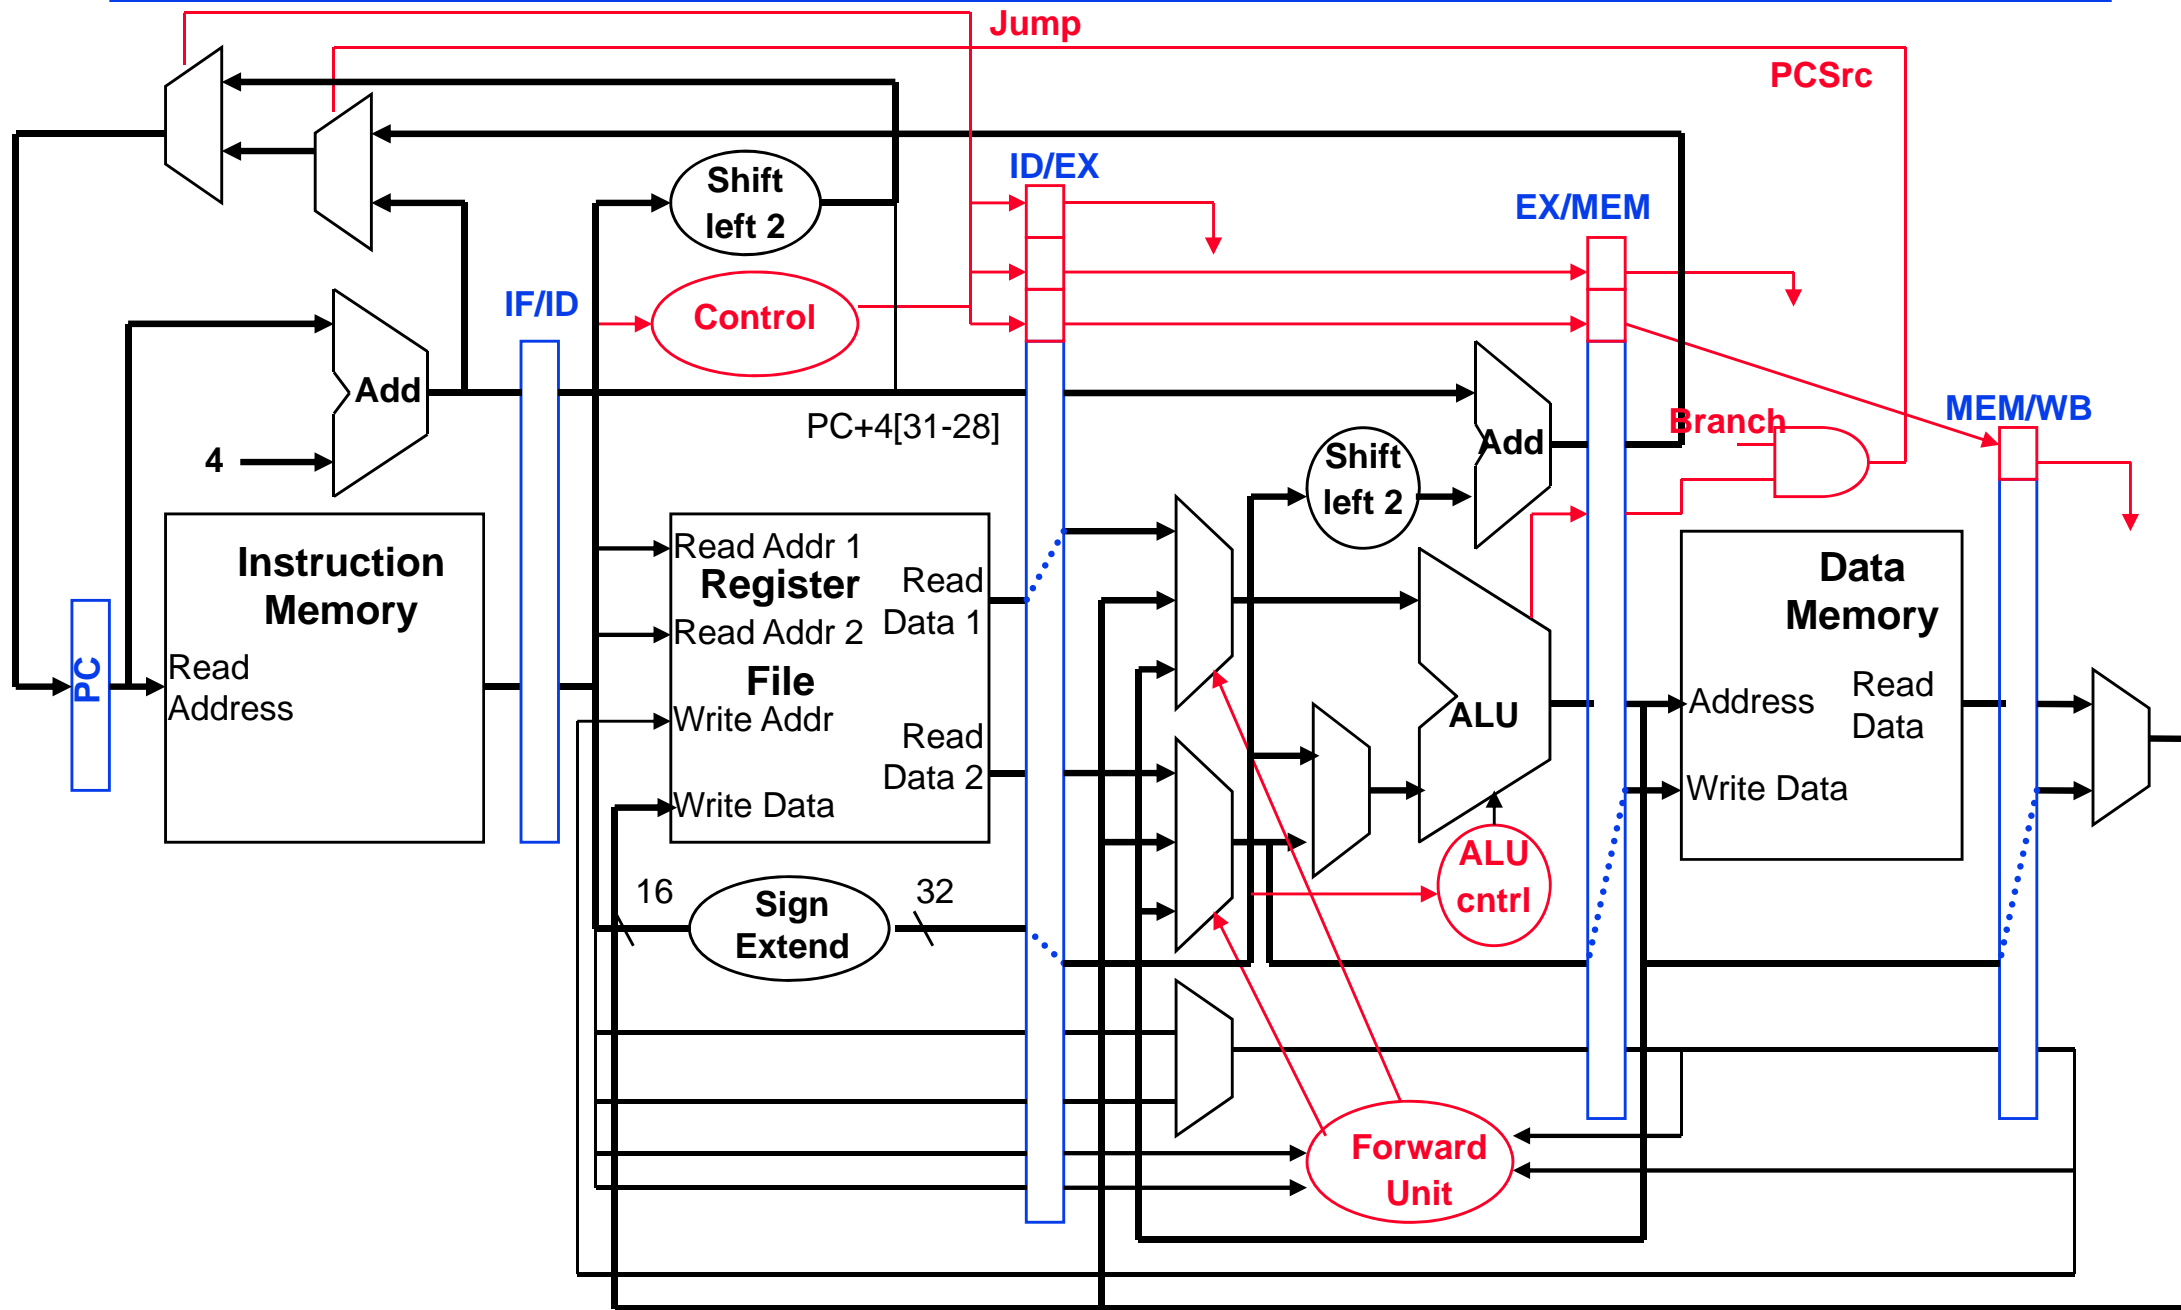 Jump
PCSrc
ID/EX
Shift
left 2
EX/MEM
IF/ID
Control
Add
PC+4[31-28]
Branch
MEM/WB
4
Shift
left 2
Add
Instruction
Memory
Read
Address
PC
Read Addr 1
Register
Read
Data 1
Read Addr 2
File
Write Addr
Read
Data 2
Write Data
ALU
Data
Memory
Address
Read
Data
Write Data
16
Sign
Extend
32
ALU
cntrl
Forward
Unit